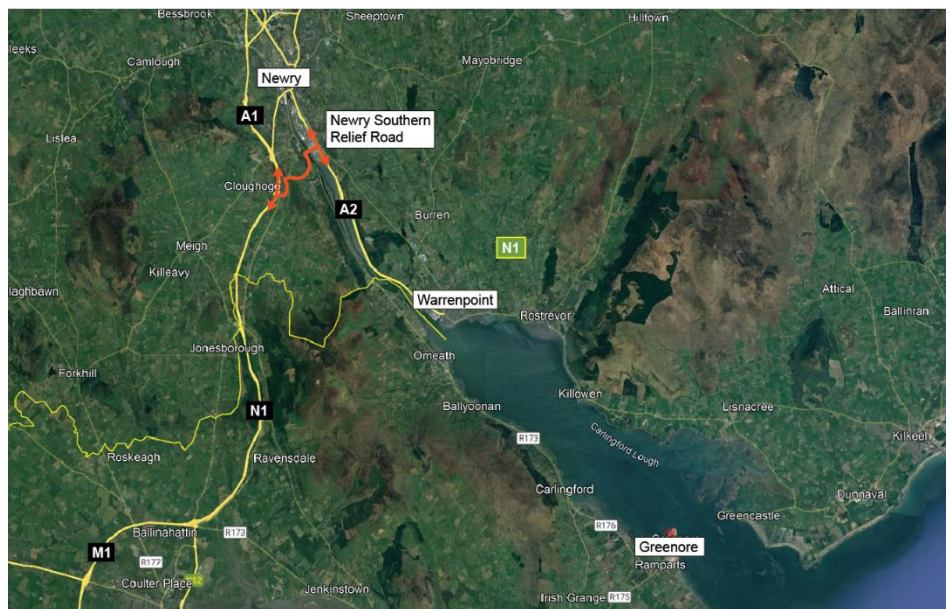 Bessbrook
Sheeptown
Hilltown
leeks
Camlough
Newry
Mayobridge
A1
Newry Southern
Relief Road
Lislea
Cloughoge
A2
Burren
Meigh
N1
Killeavy
Attical
laghbawn
Warrenpoint
Ballinran
Rostrevor
Jonesborough
Omeath
Forkhill
Killowen
Ballyoonan
Lisnacree
N1
R173
Kilkeel
Carlingford Lough
Roskeagh
Ravensdale
Carlingford
Dunnaval
Greencastle
Ballinahattin
R173
R176
M1
R177
Greenore
Ramparts
Coulter Place
Jenkinstown
Irish Grange
R175